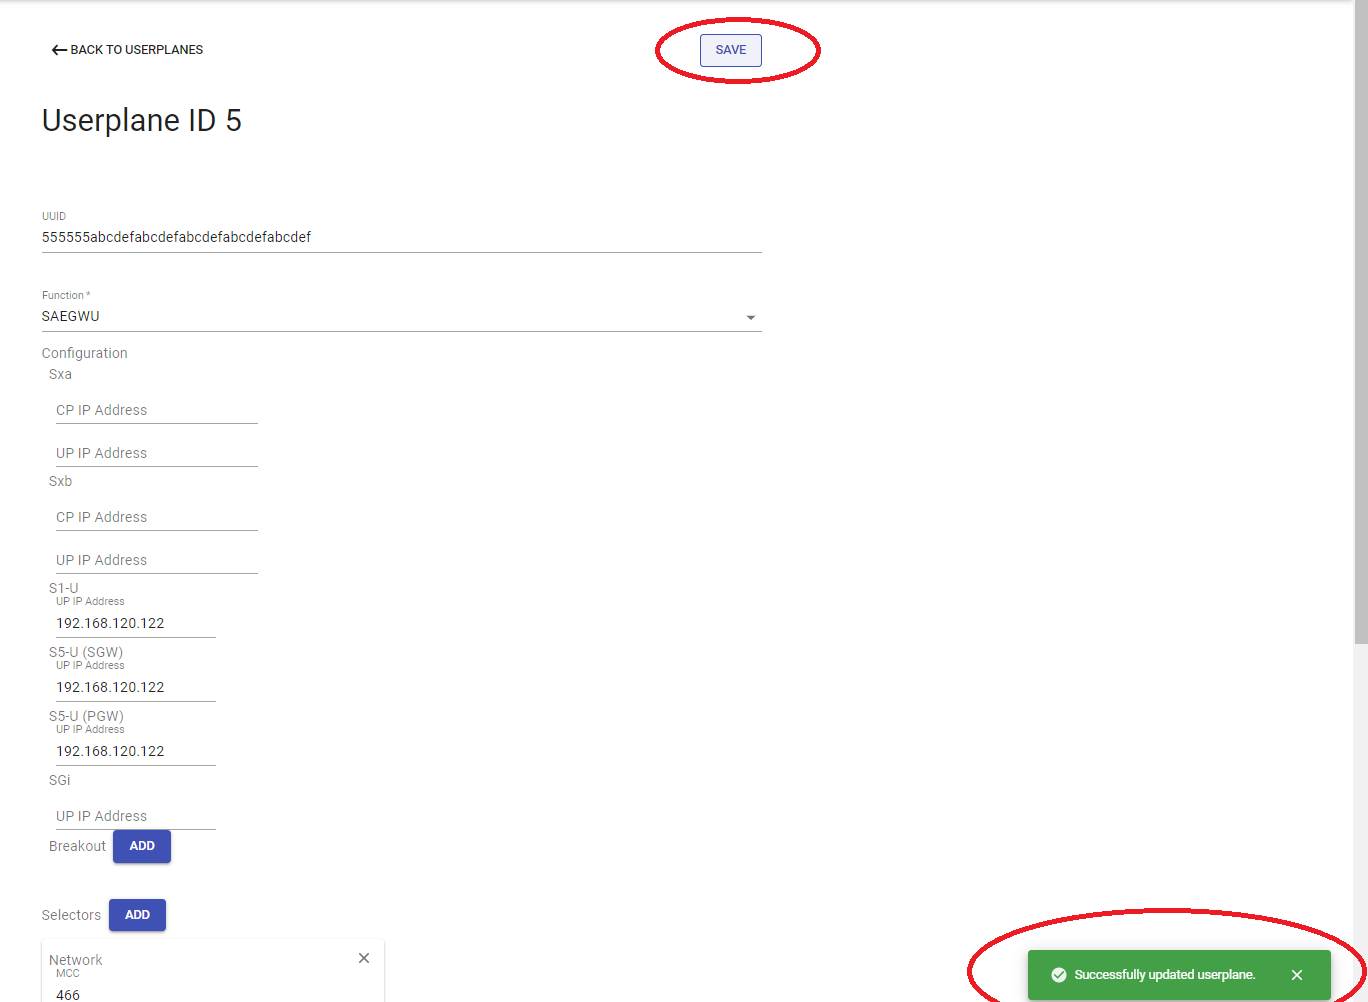 BACK TO USERPLANES
SAVE
Userplane ID 5
UUID
555555abcdefabcdefabcdefabcdefabcdef
Function *
SAEGWU
Configuration
Sxa
CP IP Address
UP IP Address
Sxb
CP IP Address
UP IP Address
S1-U
UP IP Address
192.168.120.122
S5-U (SGW)
UP IP Address
192.168.120.122
S5-U (PGW)
UP IP Address
192.168.120.122
SGi
UP IP Address
Breakout ADD
Selectors ADD
Network
MCC
466
Successfully updated userplane.